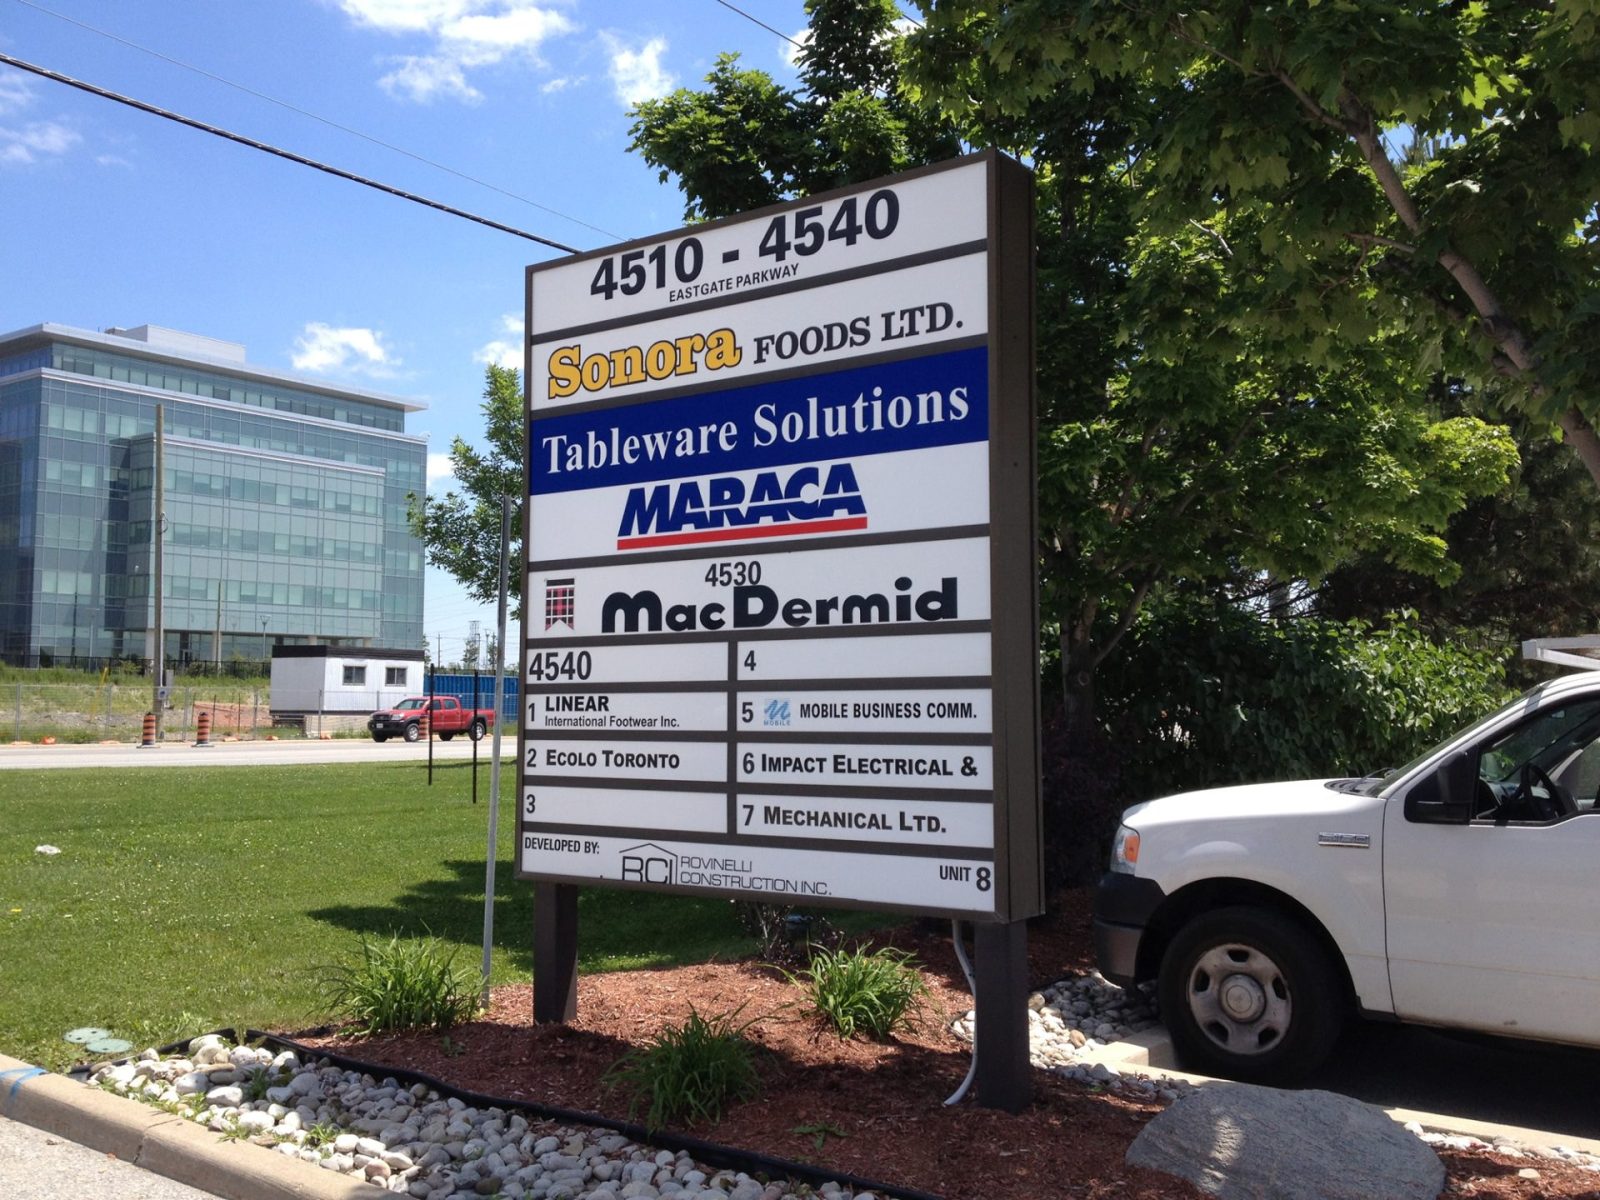 4510 - 4540
EASTGATE PARKWAY
Sonora FOODS LTD.
Tableware Solutions
MARACA
4530
MacDermid
4540
1 LINEAR
International Footwear Inc.
2 ECOLO TORONTO
3
4
5 MOBILE MOBILE BUSINESS COMM.
6 IMPACT ELECTRICAL &
7 MECHANICAL LTD.
DEVELOPED BY:
RCI ROVINELLI
CONSTRUCTION INC.
UNIT 8